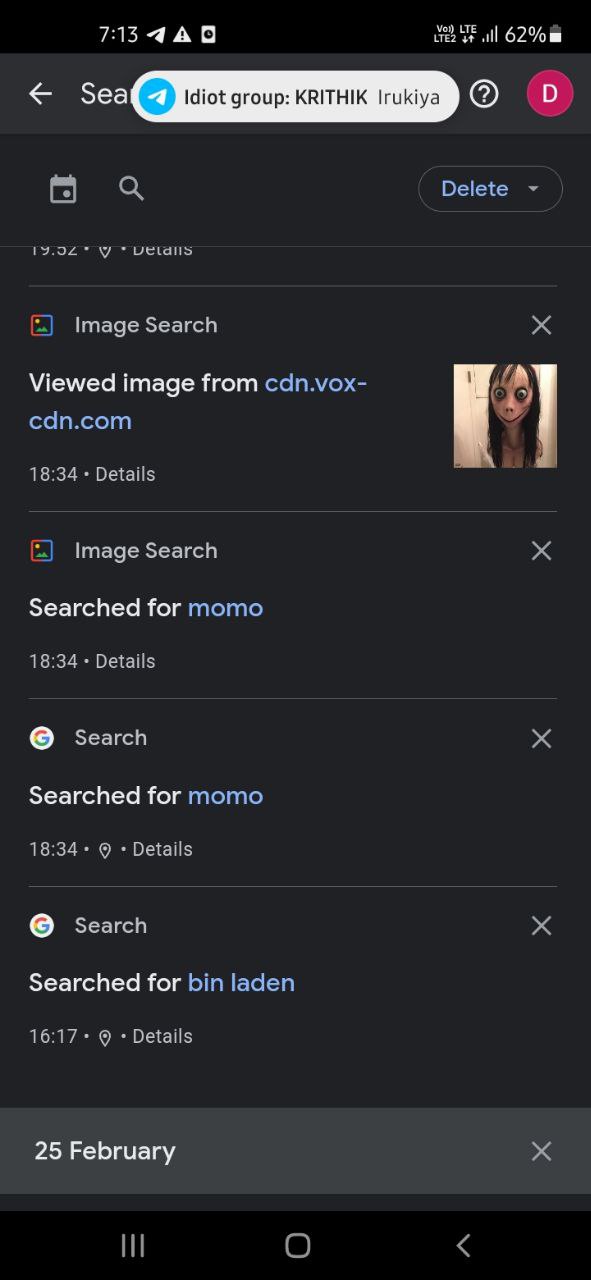 7:13
Vo) LTE
LTE2
62%
Sea
Idiot group: KRITHIK Irukiya
D
Delete
19:52 • • Details
Image Search
Viewed image from cdn.vox-
cdn.com
18:34 • Details
Image Search
Searched for momo
18:34 • Details
Search
Searched for momo
18:34 • • Details
Search
Searched for bin laden
16:17 • • Details
25 February